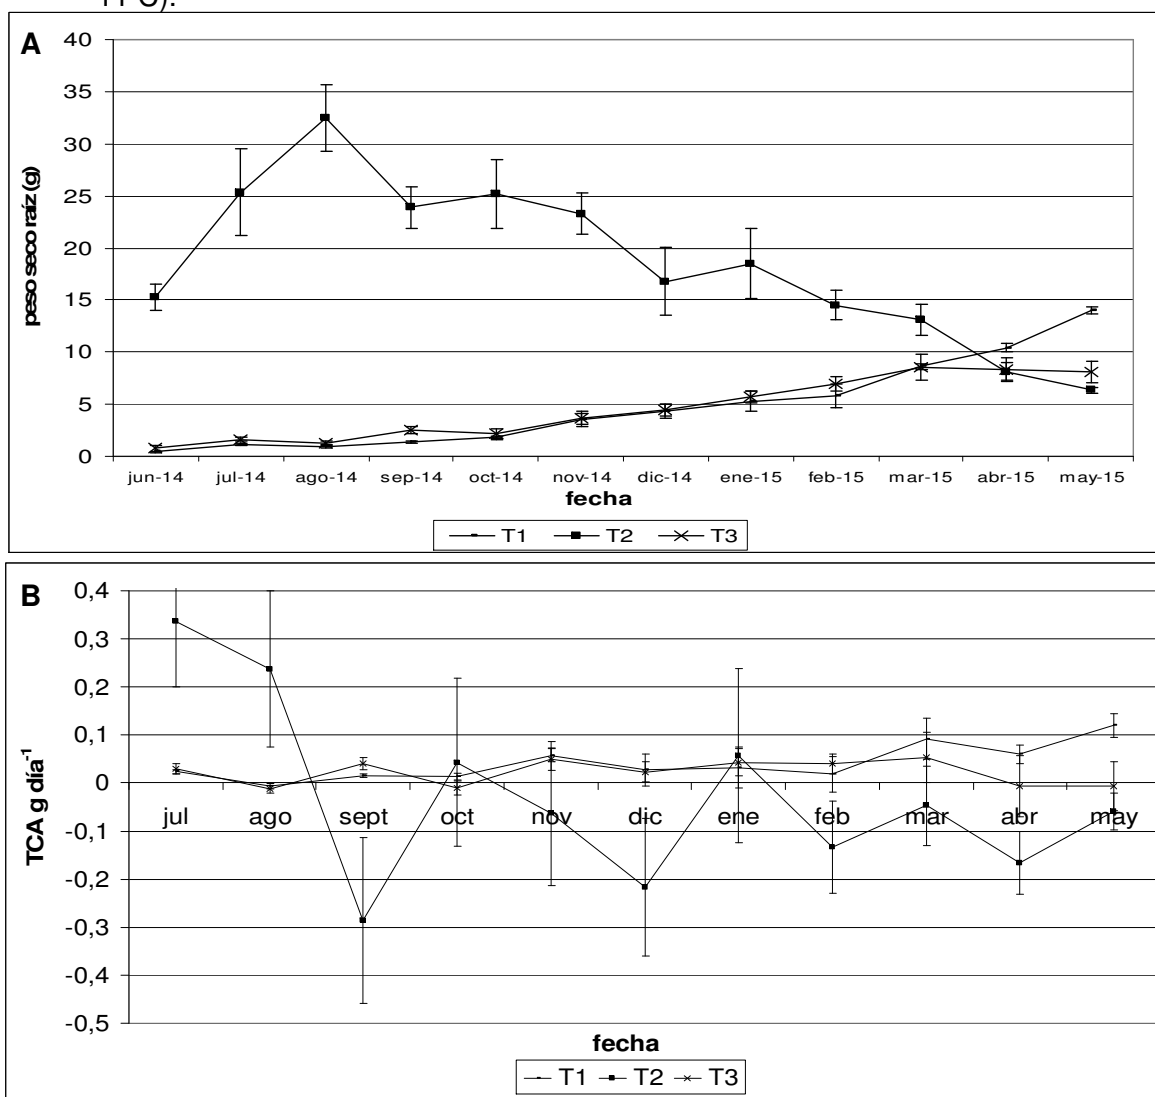 A
40
35
30
25
20
15
10
5
0
peso seco raíz (g)
jun-14 jul-14 ago-14 sep-14 oct-14 nov-14 dic-14 ene-15 feb-15 mar-15 abr-15 may-15
fecha
T1 T2 T3
B
0,4
0,3
0,2
0,1
0
-0,1
-0,2
-0,3
-0,4
-0,5
TCA g día-1
jul ago sept oct nov dic ene feb mar abr may
fecha
T1 T2 T3